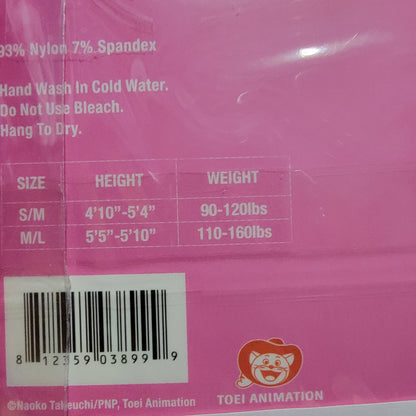 93% Nylon 7% Spandex
Hand Wash In Cold Water.
Do Not Use Bleach.
Hang To Dry.
SIZE HEIGHT WEIGHT
S/M 4'10"-5'4" 90-120lbs
M/L 5'5"-5'10" 110-160lbs
8 12359 03899 9
©Naoko Takeuchi/PNP, Toei Animation
TOEI ANIMATION